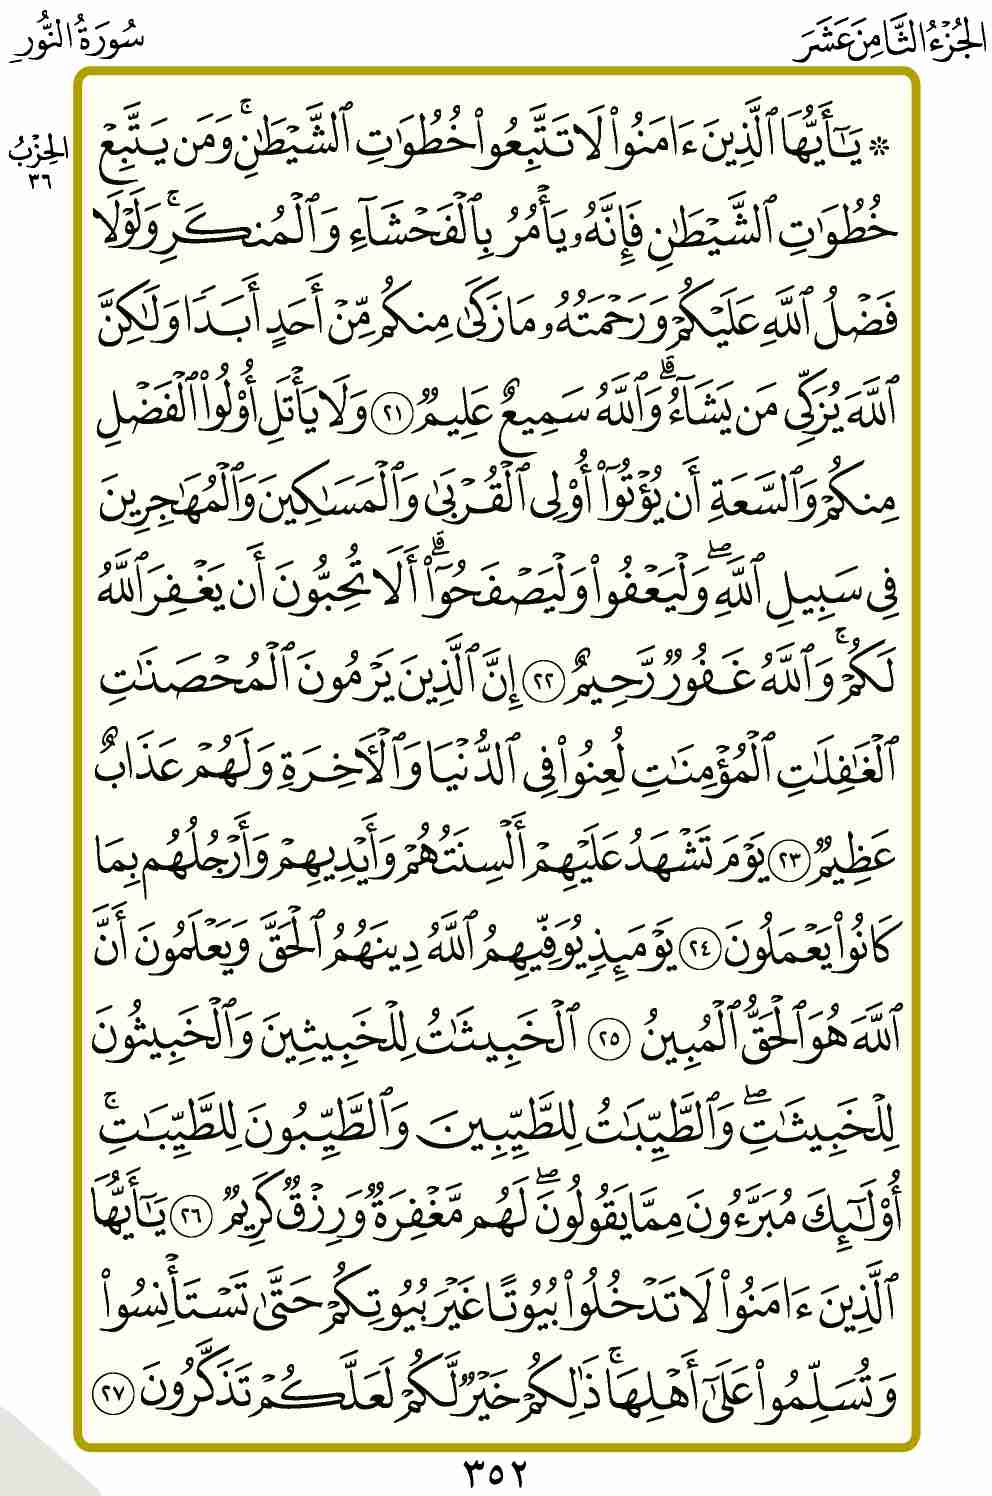 الجُزْءُ الثَّامِنَ عَشَرَ
سُورَةُ النُّورِ
الحِزْبُ
٣٦
۞ يَٰٓأَيُّهَا ٱلَّذِينَ ءَامَنُوا۟ لَا تَتَّبِعُوا۟ خُطُوَٰتِ ٱلشَّيْطَٰنِۚ وَمَن يَتَّبِعْ
خُطُوَٰتِ ٱلشَّيْطَٰنِ فَإِنَّهُۥ يَأْمُرُ بِٱلْفَحْشَآءِ وَٱلْمُنكَرِۚ وَلَوْلَا
فَضْلُ ٱللَّهِ عَلَيْكُمْ وَرَحْمَتُهُۥ مَا زَكَىٰ مِنكُم مِّنْ أَحَدٍ أَبَدًا وَلَٰكِنَّ
ٱللَّهَ يُزَكِّى مَن يَشَآءُۗ وَٱللَّهُ سَمِيعٌ عَلِيمٌ ٢١ وَلَا يَأْتَلِ أُو۟لُوا۟ ٱلْفَضْلِ
مِنكُمْ وَٱلسَّعَةِ أَن يُؤْتُوٓا۟ أُو۟لِى ٱلْقُرْبَىٰ وَٱلْمَسَٰكِينَ وَٱلْمُهَٰجِرِينَ
فِى سَبِيلِ ٱللَّهِۖ وَلْيَعْفُوا۟ وَلْيَصْفَحُوٓا۟ۗ أَلَا تُحِبُّونَ أَن يَغْفِرَ ٱللَّهُ
لَكُمْۚ وَٱللَّهُ غَفُورٌ رَّحِيمٌ ٢٢ إِنَّ ٱلَّذِينَ يَرْمُونَ ٱلْمُحْصَنَٰتِ
ٱلْغَٰفِلَٰتِ ٱلْمُؤْمِنَٰتِ لُعِنُوا۟ فِى ٱلدُّنْيَا وَٱلْءَاخِرَةِ وَلَهُمْ عَذَابٌ
عَظِيمٌ ٢٣ يَوْمَ تَشْهَدُ عَلَيْهِمْ أَلْسِنَتُهُمْ وَأَيْدِيهِمْ وَأَرْجُلُهُم بِمَا
كَانُوا۟ يَعْمَلُونَ ٢٤ يَوْمَئِذٍ يُوَفِّيهِمُ ٱللَّهُ دِينَهُمُ ٱلْحَقَّ وَيَعْلَمُونَ أَنَّ
ٱللَّهَ هُوَ ٱلْحَقُّ ٱلْمُبِينُ ٢٥ ٱلْخَبِيثَٰتُ لِلْخَبِيثِينَ وَٱلْخَبِيثُونَ
لِلْخَبِيثَٰتِۖ وَٱلطَّيِّبَٰتُ لِلطَّيِّبِينَ وَٱلطَّيِّبُونَ لِلطَّيِّبَٰتِۚ
أُو۟لَٰٓئِكَ مُبَرَّءُونَ مِمَّا يَقُولُونَۖ لَهُم مَّغْفِرَةٌ وَرِزْقٌ كَرِيمٌ ٢٦ يَٰٓأَيُّهَا
ٱلَّذِينَ ءَامَنُوا۟ لَا تَدْخُلُوا۟ بُيُوتًا غَيْرَ بُيُوتِكُمْ حَتَّىٰ تَسْتَأْنِسُوا۟
وَتُسَلِّمُوا۟ عَلَىٰٓ أَهْلِهَاۚ ذَٰلِكُمْ خَيْرٌ لَّكُمْ لَعَلَّكُمْ تَذَكَّرُونَ ٢٧
٣٥٢